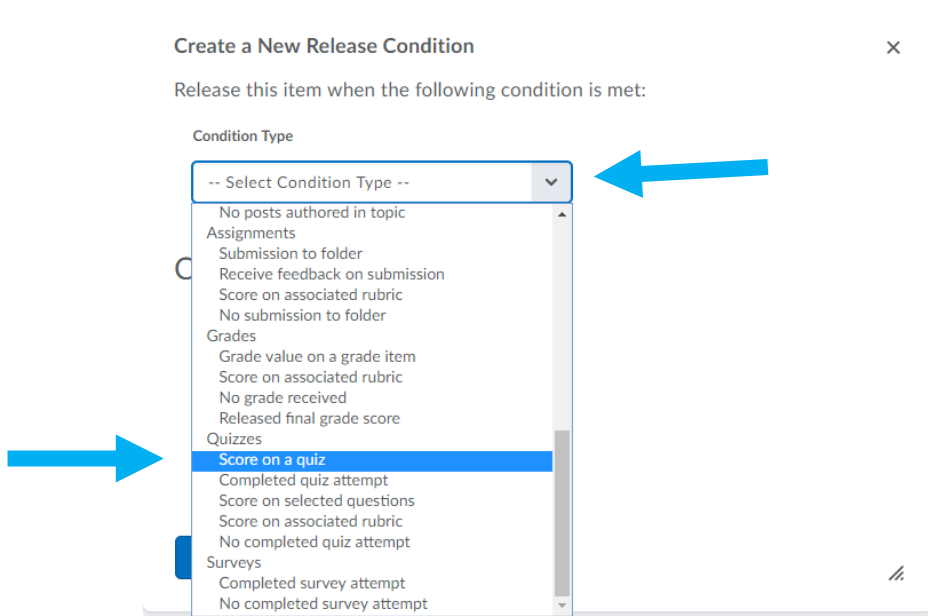 Create a New Release Condition
Release this item when the following condition is met:
Condition Type
-- Select Condition Type --
No posts authored in topic
Assignments
Submission to folder
Receive feedback on submission
Score on associated rubric
No submission to folder
Grades
Grade value on a grade item
Score on associated rubric
No grade received
Released final grade score
Quizzes
Score on a quiz
Completed quiz attempt
Score on selected questions
Score on associated rubric
No completed quiz attempt
Surveys
Completed survey attempt
No completed survey attempt